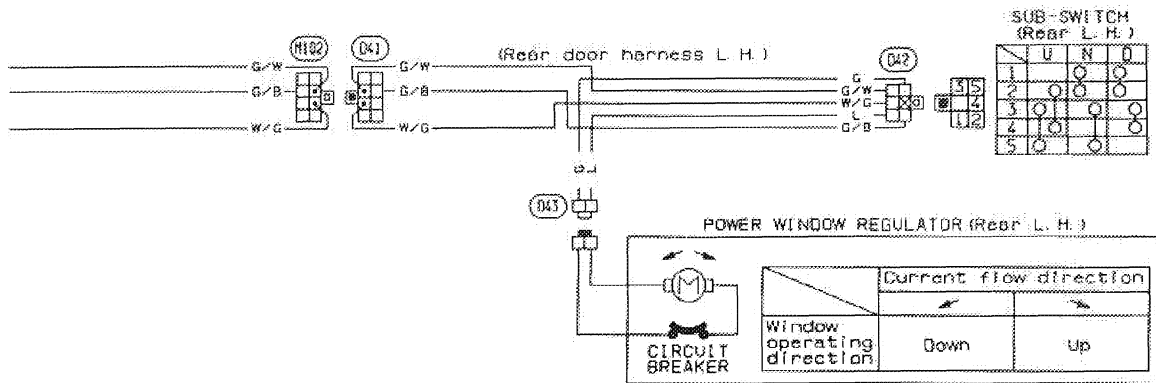 SUB-SWITCH
(Rear L. H.)
U N D
1
2
3
4
5
M102 D41 (Rear door harness L. H.) D42
G/W G/W G
G/B G/B G/W
W/G W/G W/G
L
G/B
3 5
4
1 2
G L
D43
POWER WINDOW REGULATOR (Rear L. H.)
M
CIRCUIT
BREAKER
Current flow direction
Window
operating
direction
Down Up